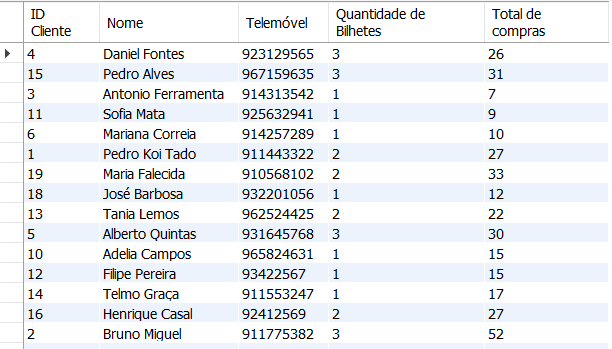 ID Cliente Nome Telemóvel Quantidade de Bilhetes Total de compras
4 Daniel Fontes 923129565 3 26
15 Pedro Alves 967159635 3 31
3 Antonio Ferramenta 914313542 1 7
11 Sofia Mata 925632941 1 9
6 Mariana Correia 914257289 1 10
1 Pedro Koi Tado 911443322 2 27
19 Maria Falecida 910568102 2 33
18 José Barbosa 932201056 1 12
13 Tania Lemos 962524425 2 22
5 Alberto Quintas 931645768 3 30
10 Adelia Campos 965824631 1 15
12 Filipe Pereira 93422567 1 15
14 Telmo Graça 911553247 1 17
16 Henrique Casal 92412569 2 27
2 Bruno Miguel 911775382 3 52